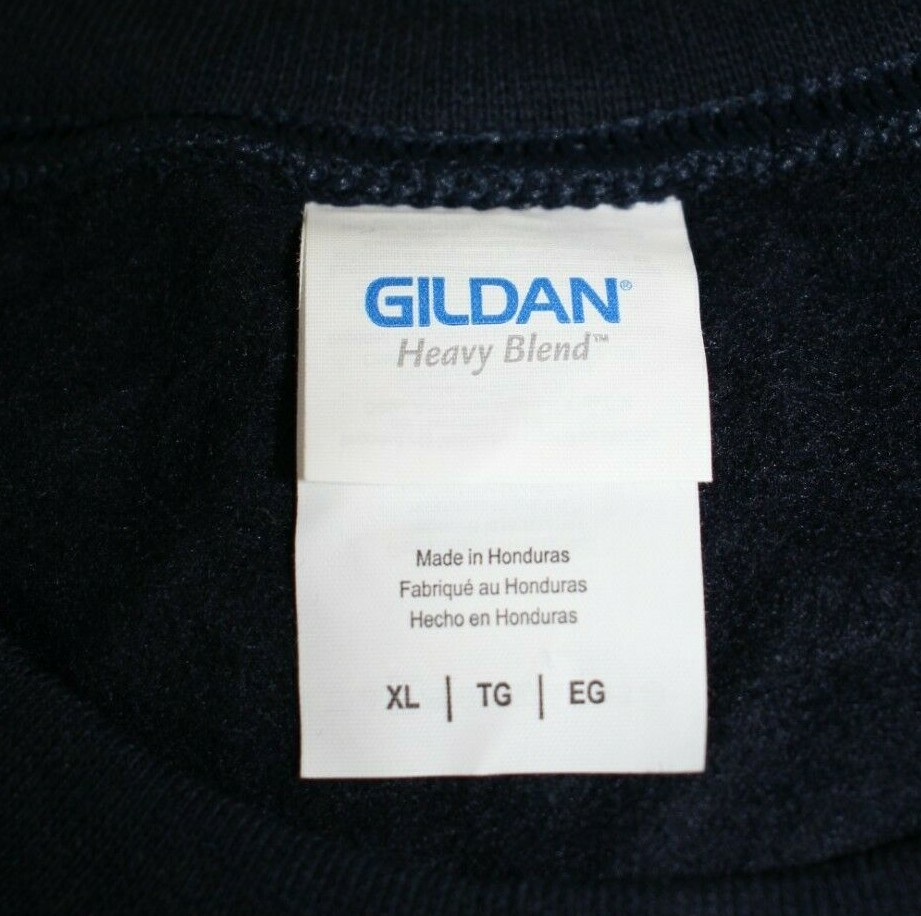 GILDAN®
Heavy Blend™
Made in Honduras
Fabriqué au Honduras
Hecho en Honduras
XL | TG | EG